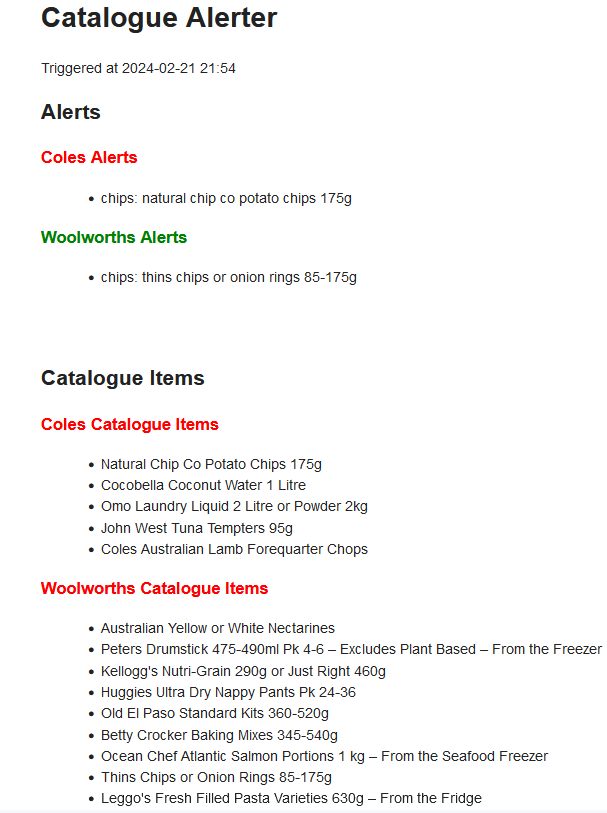 Catalogue Alerter
Triggered at 2024-02-21 21:54
Alerts
Coles Alerts
• chips: natural chip co potato chips 175g
Woolworths Alerts
• chips: thins chips or onion rings 85-175g
Catalogue Items
Coles Catalogue Items
• Natural Chip Co Potato Chips 175g
• Cocobella Coconut Water 1 Litre
• Omo Laundry Liquid 2 Litre or Powder 2kg
• John West Tuna Tempters 95g
• Coles Australian Lamb Forequarter Chops
Woolworths Catalogue Items
• Australian Yellow or White Nectarines
• Peters Drumstick 475-490ml Pk 4-6 – Excludes Plant Based – From the Freezer
• Kellogg's Nutri-Grain 290g or Just Right 460g
• Huggies Ultra Dry Nappy Pants Pk 24-36
• Old El Paso Standard Kits 360-520g
• Betty Crocker Baking Mixes 345-540g
• Ocean Chef Atlantic Salmon Portions 1 kg – From the Seafood Freezer
• Thins Chips or Onion Rings 85-175g
• Leggo's Fresh Filled Pasta Varieties 630g – From the Fridge